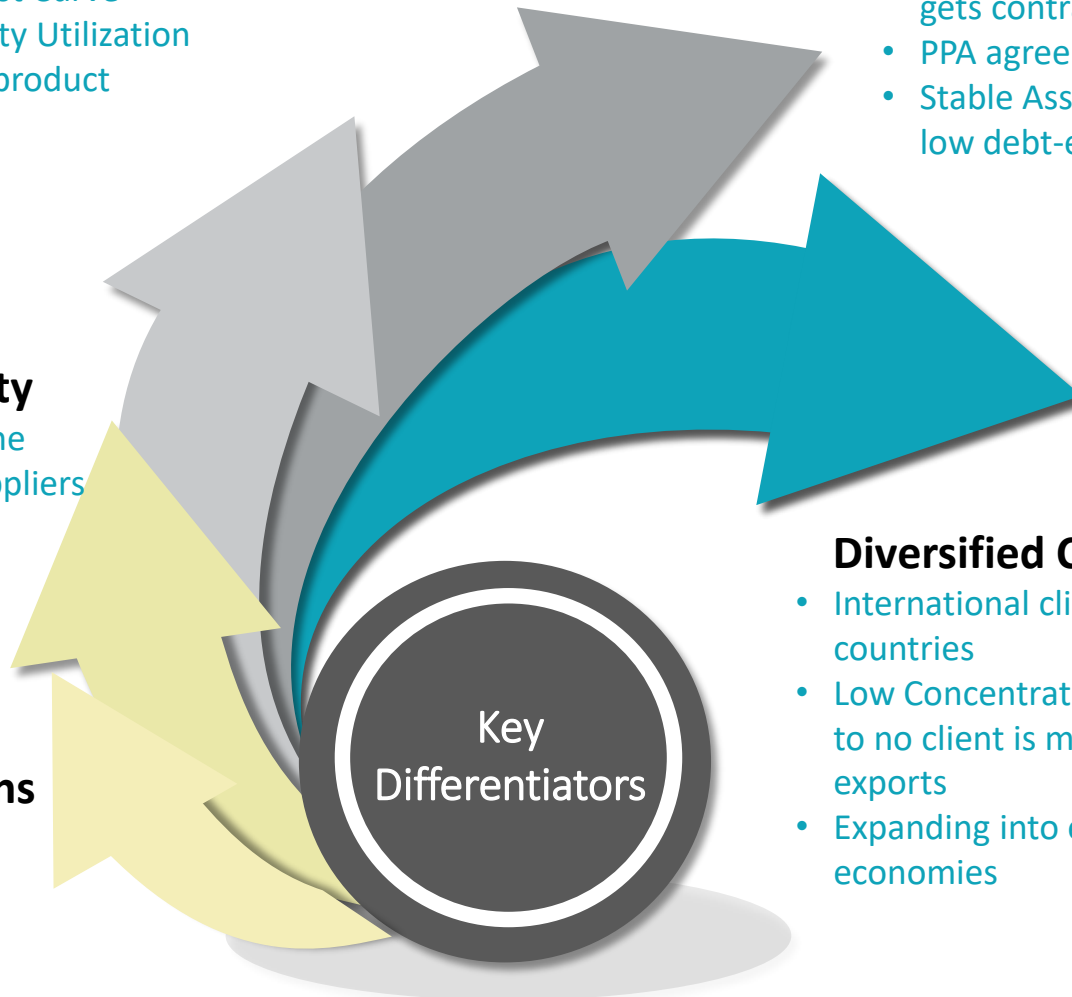 ty Utilization
product
gets contr
PPA agree
Stable Ass
low debt-e
ty
ne
ppliers
Diversified
International cli
countries
Low Concentrat
to no client is m
exports
Expanding into
economies
ns
Key
Differentiators